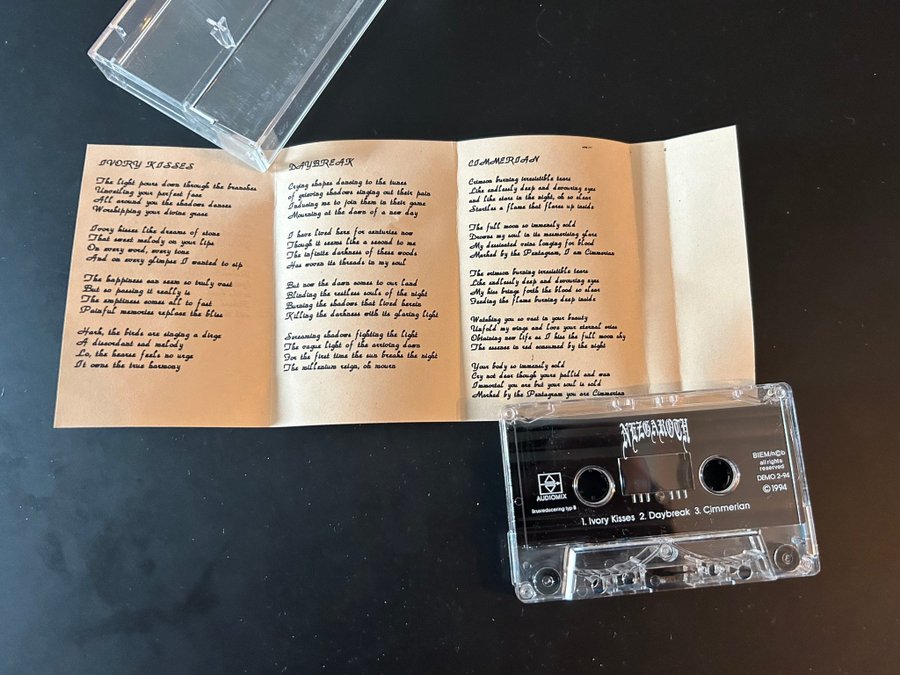 IVORY KISSES
The light pours down through the branches
Unveiling your perfect face
All around you the shadows dances
Worshipping your divine grace
Ivory kisses like dreams of stone
That sweet melody on your lips
On every word, every tone
And on every glimpse I wanted to sip
The happiness can seem so truly vast
But so passing it really is
The emptiness comes all to fast
Painful memories replace the bliss
Hark, the birds are singing a dirge
A dissordant sad melody
Lo, the hearse feels no urge
It owns the true harmony
DAYBREAK
Crying shapes dancing to the tunes
of grieving shadows singing out their pain
Inducing me to join them in their game
Mourning at the dawn of a new day
I have lived here for centuries now
Though it seems like a second to me
The infinite darkness of these woods
Has woven its threads in my soul
But now the dawn comes to our land
Blinding the restless souls of the night
Burning the shadows that lived herein
Killing the darkness with its glaring light
Screaming shadows fighting the light
The vague light of the arriving dawn
For the first time the sun breaks the night
The millenium reign, oh mourn
CIMMERIAN
Crimson burning irresistible tears
Like endlessly deep and devouring eyes
and like stars in the night, oh so clear
Startles a flame that flares up inside
The full moon so immensly sold
Drowns my soul in its mesmerising glare
My dessicated veins longing for blood
Marked by the Pentagram, I am Cimmerian
The crimson burning irresistible tears
Like endlessly deep and devouring eyes
My kiss brings forth the blood so clear
Feeding the flame burning deep inside
Watching you so vast in your beauty
Unfold my wings and love your eternal
Obtaining new life as I kiss the full moon sky
The essence in red consumed by the night
Your body so immensly sold
Cry not dear though youre pallid and wan
Immortal you are but your soul is sold
Marked by the Pentagram you are Cimmerian
NEZGAROTH
AUDIOMIX
Brusreducering typ B
BIEM/n©b
all rights
reserved
DEMO 2-94
©1994
1. Ivory Kisses 2. Daybreak 3. Cimmerian